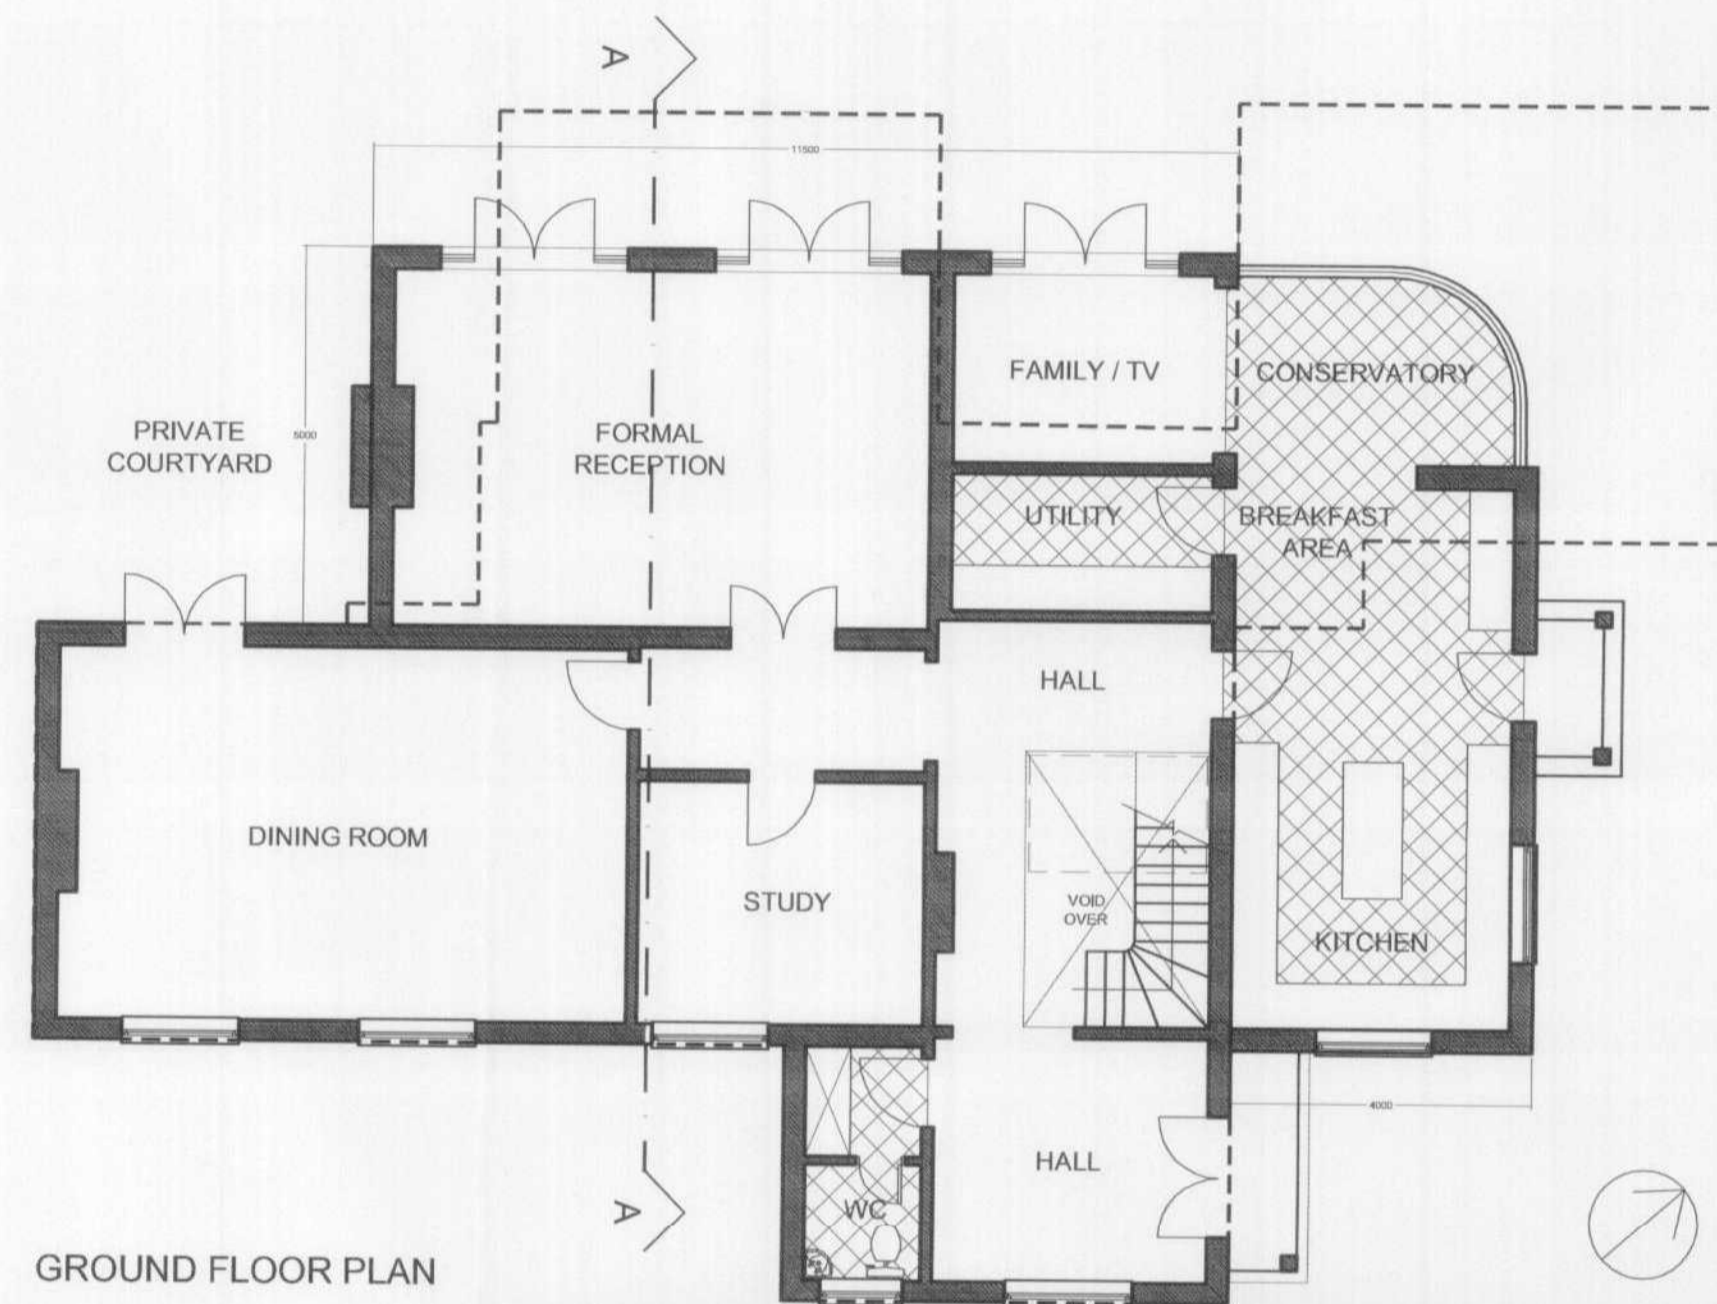 A
11500
FAMILY / TV
CONSERVATORY
PRIVATE
COURTYARD
5000
FORMAL
RECEPTION
UTILITY
BREAKFAST
AREA
HALL
DINING ROOM
STUDY
VOID
OVER
KITCHEN
4000
HALL
WC
A
GROUND FLOOR PLAN